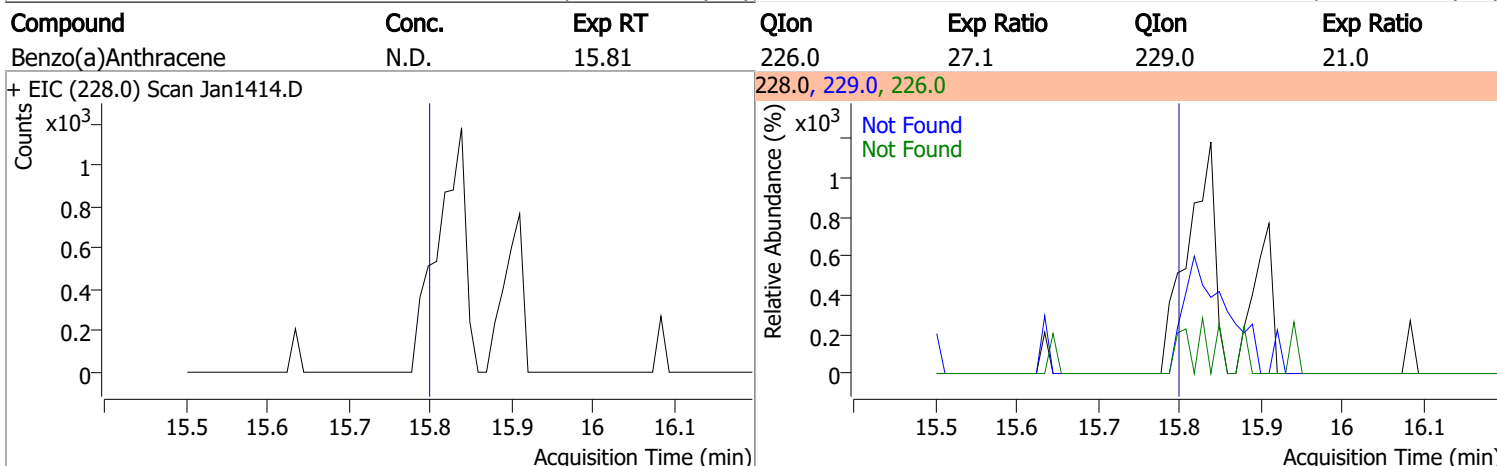 Compound Conc. Exp RT QIon Exp Ratio QIon Exp Ratio
Benzo(a)Anthracene N.D. 15.81 226.0 27.1 229.0 21.0
+ EIC (228.0) Scan Jan1414.D
Counts
x10³
1
0.8
0.6
0.4
0.2
0
15.5 15.6 15.7 15.8 15.9 16 16.1
Acquisition Time (min)
228.0, 229.0, 226.0
Relative Abundance (%)
x10³
Not Found
Not Found
1
0.8
0.6
0.4
0.2
0
15.5 15.6 15.7 15.8 15.9 16 16.1
Acquisition Time (min)